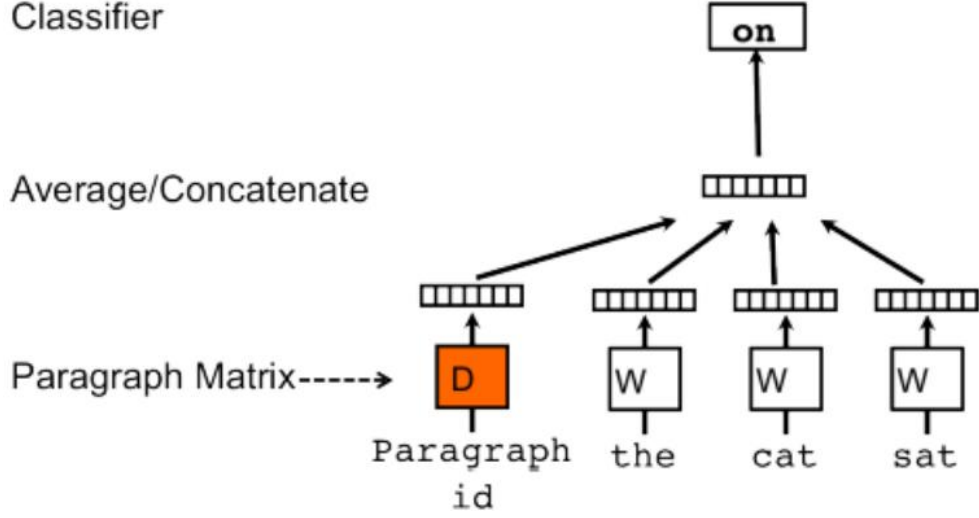 Classifier
on
Average/Concatenate
Paragraph Matrix
D
W
W
W
Paragraph
id
the
cat
sat